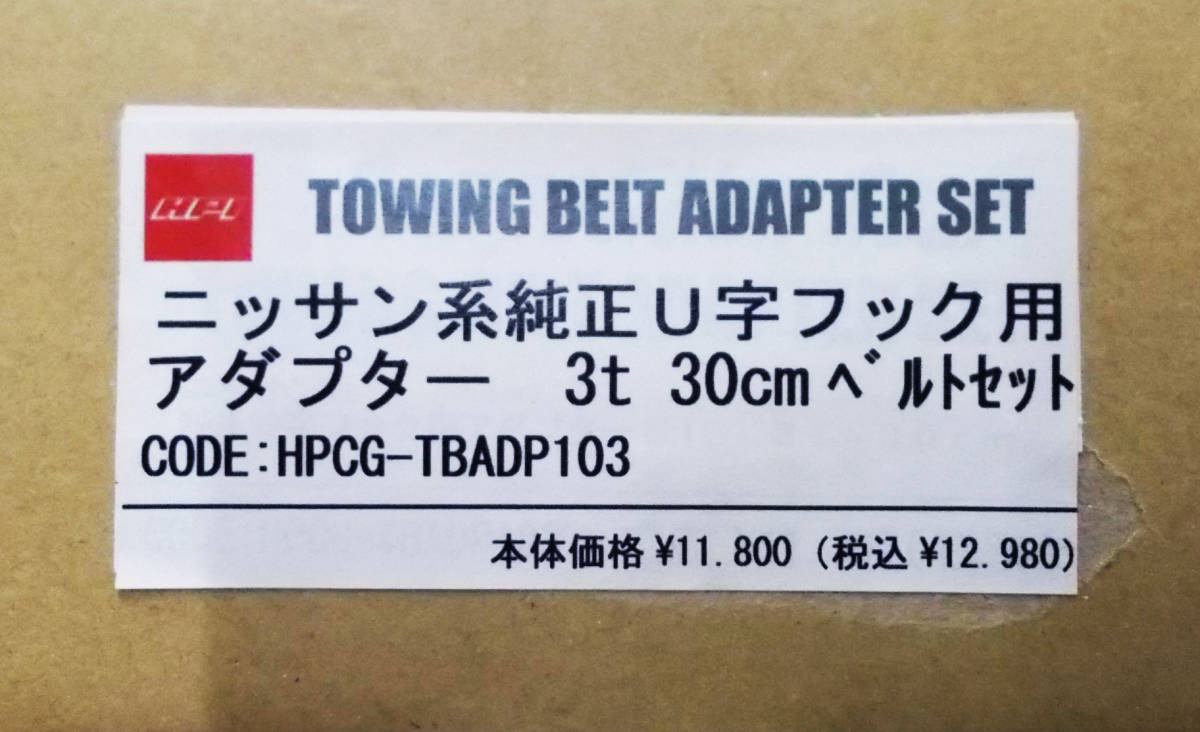 HPI
TOWING BELT ADAPTER SET
ニッサン系純正U字フック用
アダプター 3t 30cm ﾍﾞﾙﾄｾｯﾄ
CODE:HPCG-TBADP103
本体価格 ¥11.800 (税込 ¥12.980)